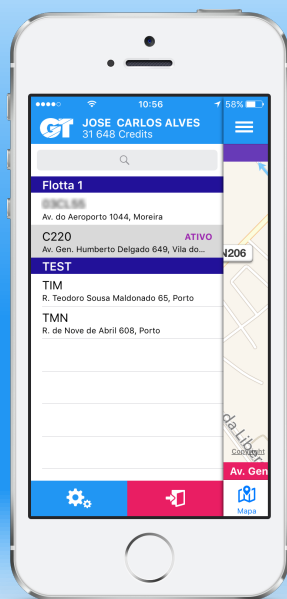 10:56
58%
GT
JOSE CARLOS ALVES
31 648 Credits
Flotta 1
Av. do Aeroporto 1044, Moreira
C220 ATIVO
Av. Gen. Humberto Delgado 649, Vila do...
TEST
TIM
R. Teodoro Sousa Maldonado 65, Porto
TMN
R. de Nove de Abril 608, Porto
N206
da Liber
Copyright
Av. Gen
Mapa